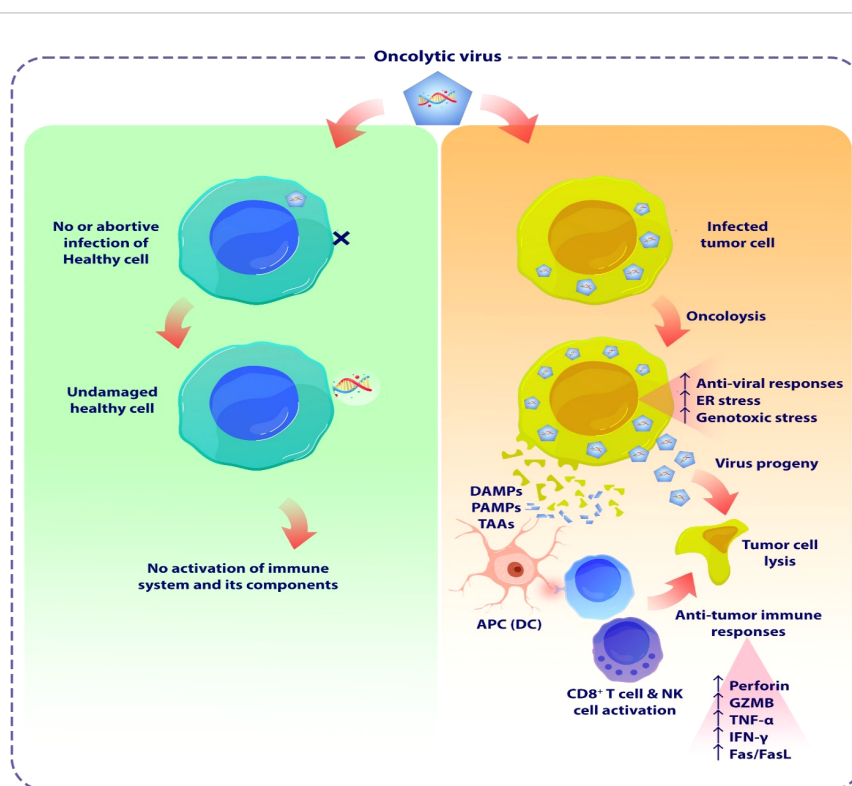 Oncolytic virus
No or abortive
infection of
Healthy cell
Undamaged
healthy cell
No activation of immune
system and its components
Infected
tumor cell
Oncoloysis
↑ Anti-viral responses
↑ ER stress
↑ Genotoxic stress
Virus progeny
DAMPs
PAMPs
TAAs
Tumor cell
lysis
APC (DC)
Anti-tumor immune
responses
CD8⁺ T cell & NK
cell activation
↑ Perforin
↑ GZMB
↑ TNF-α
↑ IFN-γ
↑ Fas/FasL